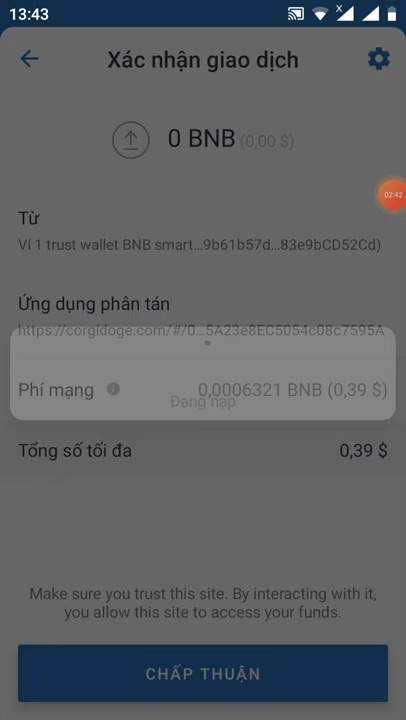 13:43
Xác nhận giao dịch
0 BNB (0,00 $)
02:42
Từ
Ví 1 trust wallet BNB smart...9b61b57d...83e9bCD52Cd)
Ứng dụng phân tán
https://corgidoge.com/#/0...5A23e8EC5054c08c7595A
Phí mạng
0,0006321 BNB (0,39 $)
Đang nạp
Tổng số tối đa
0,39 $
Make sure you trust this site. By interacting with it,
you allow this site to access your funds.
CHẤP THUẬN